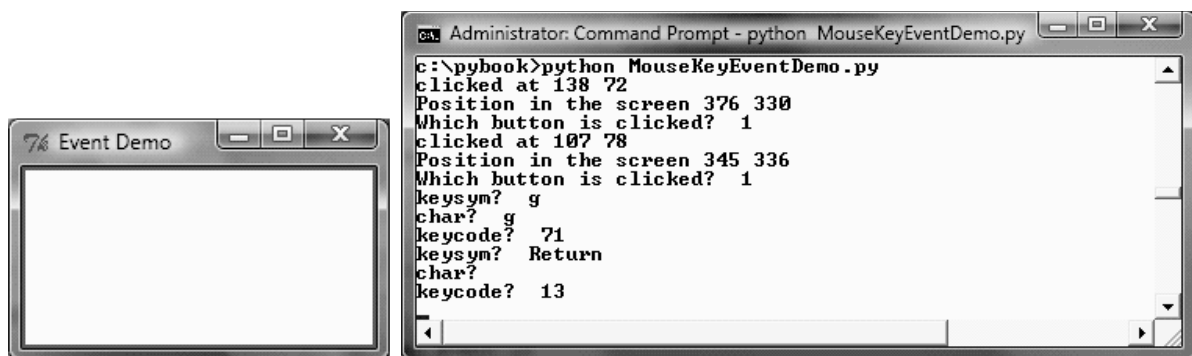 Event Demo
Administrator: Command Prompt - python MouseKeyEventDemo.py
c:\pybook>python MouseKeyEventDemo.py
clicked at 138 72
Position in the screen 376 330
Which button is clicked?  1
clicked at 107 78
Position in the screen 345 336
Which button is clicked?  1
keysym?  g
char?  g
keycode?  71
keysym?  Return
char?
keycode?  13